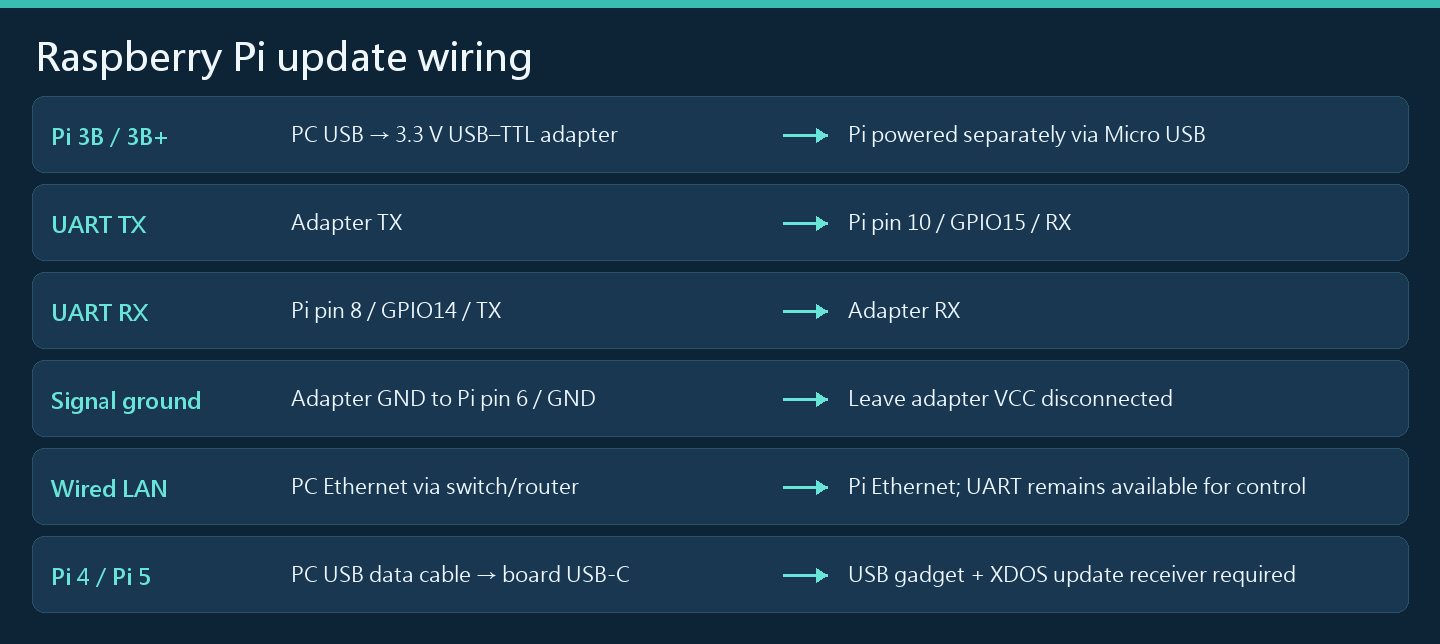 Raspberry Pi update wiring
Pi 3B / 3B+ PC USB → 3.3 V USB–TTL adapter Pi powered separately via Micro USB
UART TX Adapter TX Pi pin 10 / GPIO15 / RX
UART RX Pi pin 8 / GPIO14 / TX Adapter RX
Signal ground Adapter GND to Pi pin 6 / GND Leave adapter VCC disconnected
Wired LAN PC Ethernet via switch/router Pi Ethernet; UART remains available for control
Pi 4 / Pi 5 PC USB data cable → board USB-C USB gadget + XDOS update receiver required